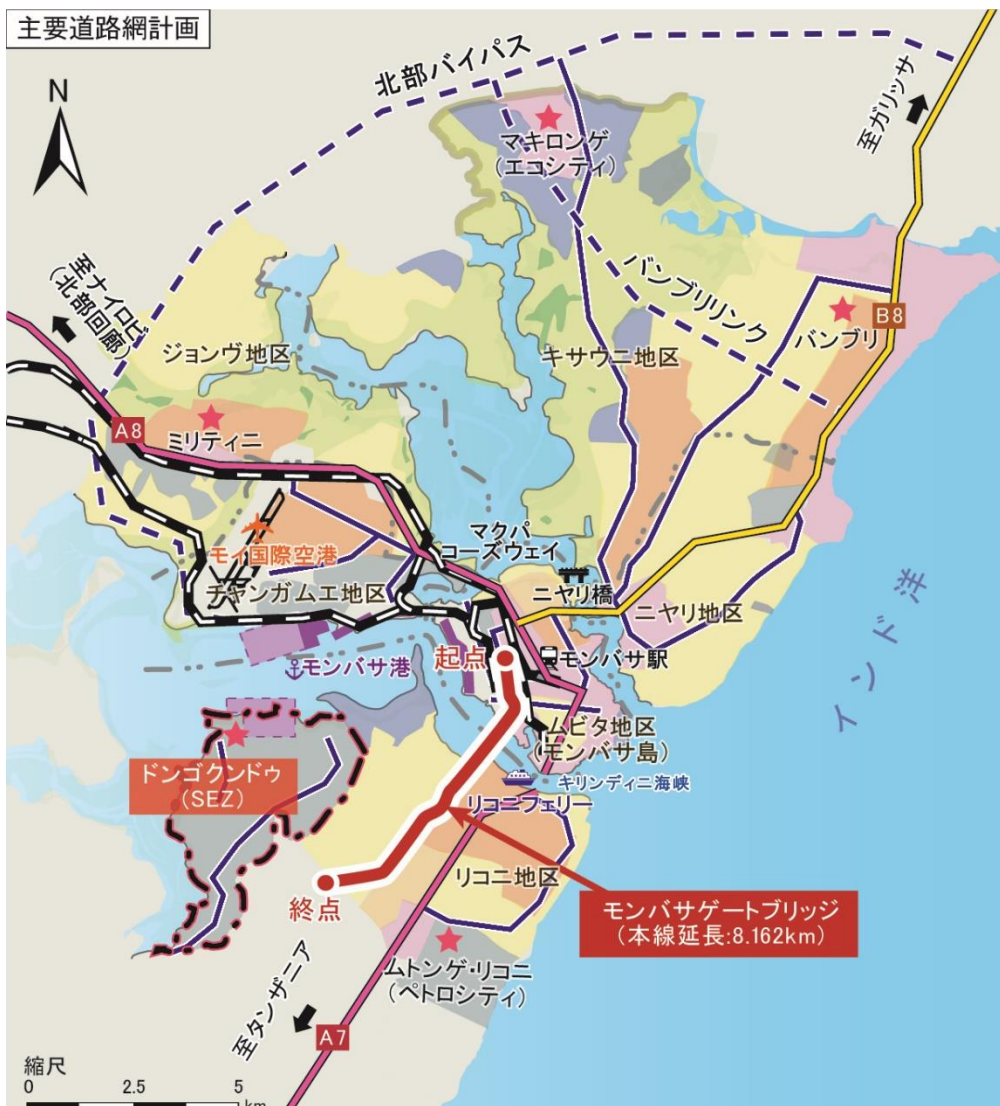 主要道路網計画
N
北部バイパス
至ガリッサ
マキロンゲ
(エコシティ)
至ナイロビ
(北部回廊)
バンブリリンク
B8
バンブリ
ジョンヴ地区
キサウニ地区
A8
ミリティニ
モイ国際空港
マクパ
コーズウェイ
チャンガムエ地区
ニヤリ橋
ニヤリ地区
インド洋
モンバサ港
起点
モンバサ駅
ムビタ地区
(モンバサ島)
ドンゴクンドゥ
(SEZ)
キリンディニ海峡
リコニフェリー
リコニ地区
終点
モンバサゲートブリッジ
(本線延長:8.162km)
ムトンゲ・リコニ
(ペトロシティ)
至タンザニア
A7
縮尺
0 2.5 5
km